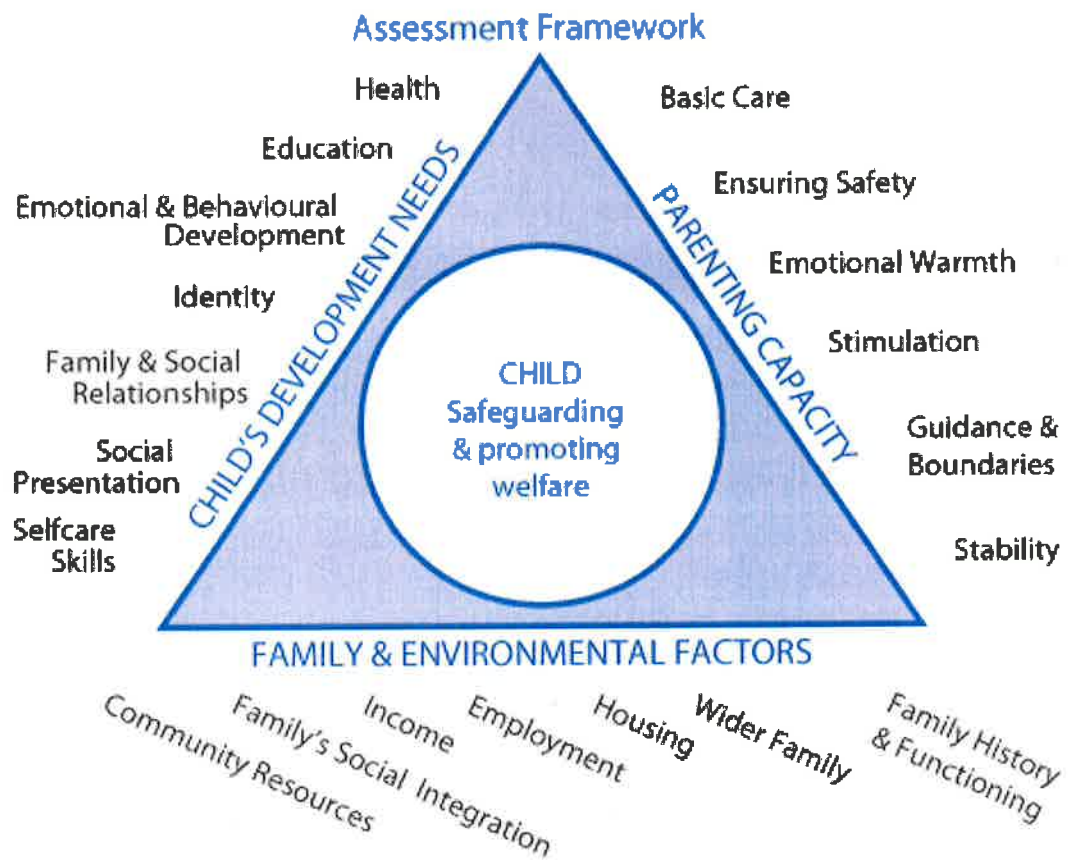 Assessment Framework
Health
Education
Emotional & Behavioural
Development
Identity
Family & Social
Relationships
Social
Presentation
Selfcare
Skills
CHILD'S DEVELOPMENT NEEDS
CHILD
Safeguarding
& promoting
welfare
PARENTING CAPACITY
Basic Care
Ensuring Safety
Emotional Warmth
Stimulation
Guidance &
Boundaries
Stability
FAMILY & ENVIRONMENTAL FACTORS
Community Resources
Family's Social Integration
Income
Employment
Housing
Wider Family
Family History
& Functioning